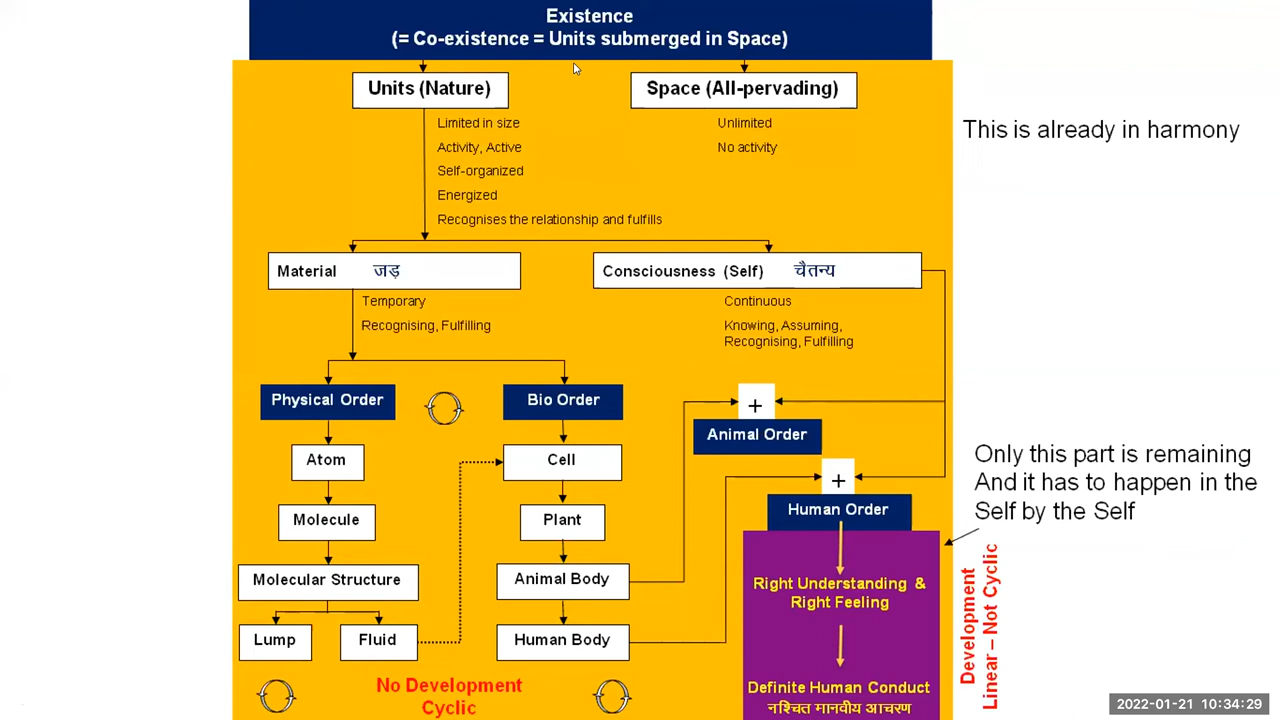 Existence
(= Co-existence = Units submerged in Space)
Units (Nature)
Space (All-pervading)
Limited in size
Activity, Active
Self-organized
Energized
Recognises the relationship and fulfills
Unlimited
No activity
This is already in harmony
Material जड़
Consciousness (Self) चैतन्य
Temporary
Recognising, Fulfilling
Continuous
Knowing, Assuming,
Recognising, Fulfilling
Physical Order
Bio Order
+
Animal Order
Atom
Cell
+
Human Order
Only this part is remaining
And it has to happen in the
Self by the Self
Molecule
Plant
Molecular Structure
Animal Body
Right Understanding &
Right Feeling
Lump
Fluid
Human Body
Development
Linear – Not Cyclic
No Development
Cyclic
Definite Human Conduct
नश्चित मानवीय आचरण
2022-01-21 10:34:29